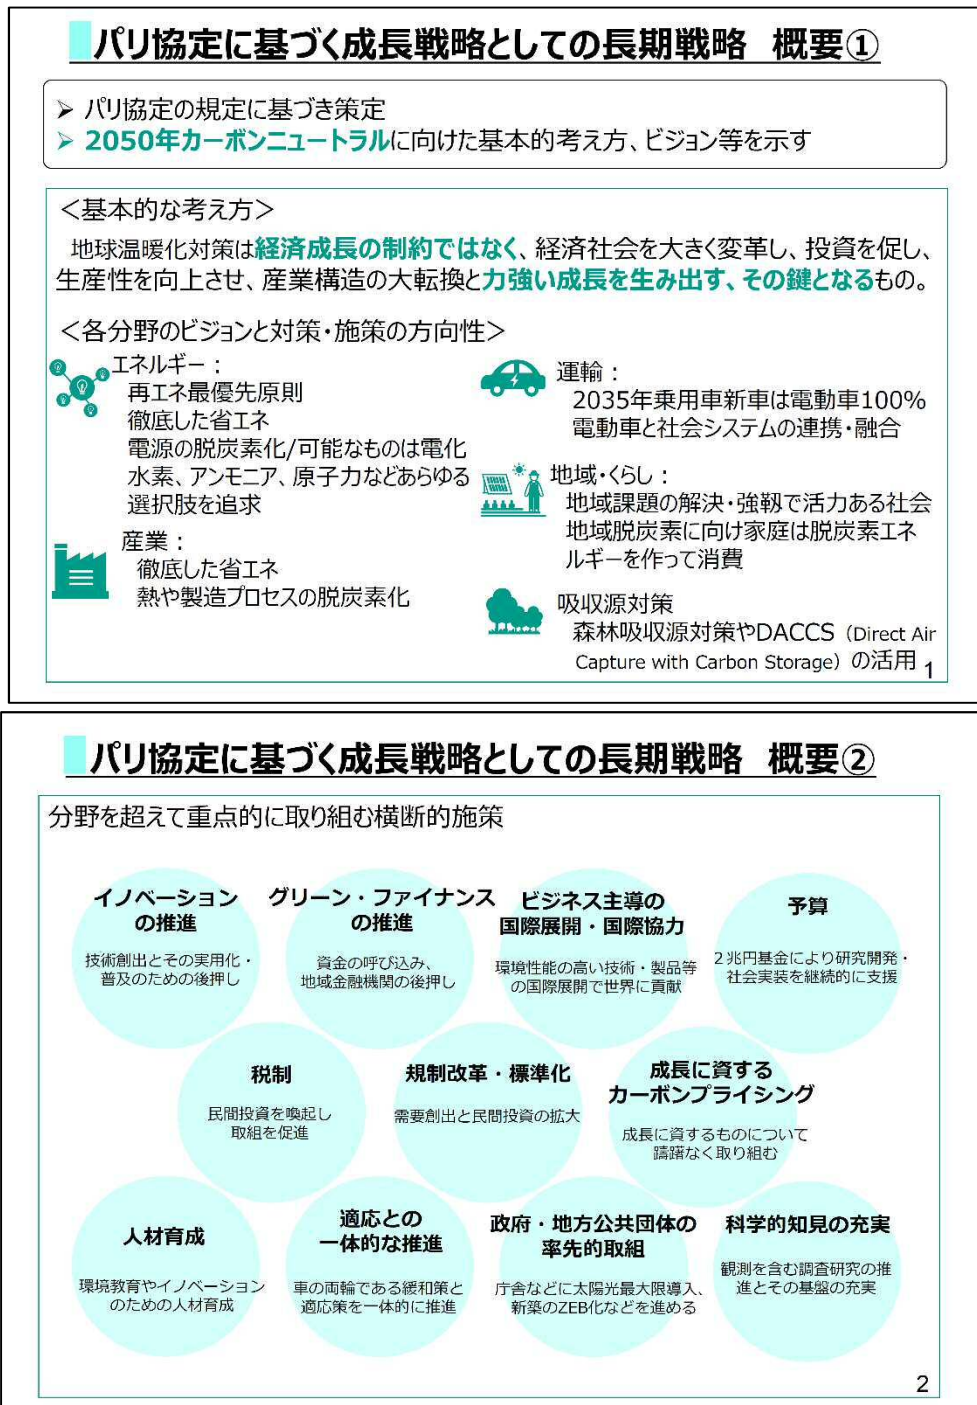 パリ協定に基づく成長戦略としての長期戦略　概要①
➤ パリ協定の規定に基づき策定
➤ 2050年カーボンニュートラルに向けた基本的考え方、ビジョン等を示す
＜基本的な考え方＞
地球温暖化対策は経済成長の制約ではなく、経済社会を大きく変革し、投資を促し、
生産性を向上させ、産業構造の大転換と力強い成長を生み出す、その鍵となるもの。
＜各分野のビジョンと対策・施策の方向性＞
エネルギー：
再エネ最優先原則
徹底した省エネ
電源の脱炭素化/可能なものは電化
水素、アンモニア、原子力などあらゆる
選択肢を追求
産業：
徹底した省エネ
熱や製造プロセスの脱炭素化
運輸：
2035年乗用車新車は電動車100%
電動車と社会システムの連携・融合
地域・くらし：
地域課題の解決・強靱で活力ある社会
地域脱炭素に向け家庭は脱炭素エネ
ルギーを作って消費
吸収源対策
森林吸収源対策やDACCS（Direct Air
Capture with Carbon Storage）の活用
1
パリ協定に基づく成長戦略としての長期戦略　概要②
分野を超えて重点的に取り組む横断的施策
イノベーション
の推進
技術創出とその実用化・
普及のための後押し
グリーン・ファイナンス
の推進
資金の呼び込み、
地域金融機関の後押し
ビジネス主導の
国際展開・国際協力
環境性能の高い技術・製品等
の国際展開で世界に貢献
予算
２兆円基金により研究開発・
社会実装を継続的に支援
税制
民間投資を喚起し
取組を促進
規制改革・標準化
需要創出と民間投資の拡大
成長に資する
カーボンプライシング
成長に資するものについて
躊躇なく取り組む
人材育成
環境教育やイノベーション
のための人材育成
適応との
一体的な推進
車の両輪である緩和策と
適応策を一体的に推進
政府・地方公共団体の
率先的取組
庁舎などに太陽光最大限導入、
新築のZEB化などを進める
科学的知見の充実
観測を含む調査研究の推
進とその基盤の充実
2